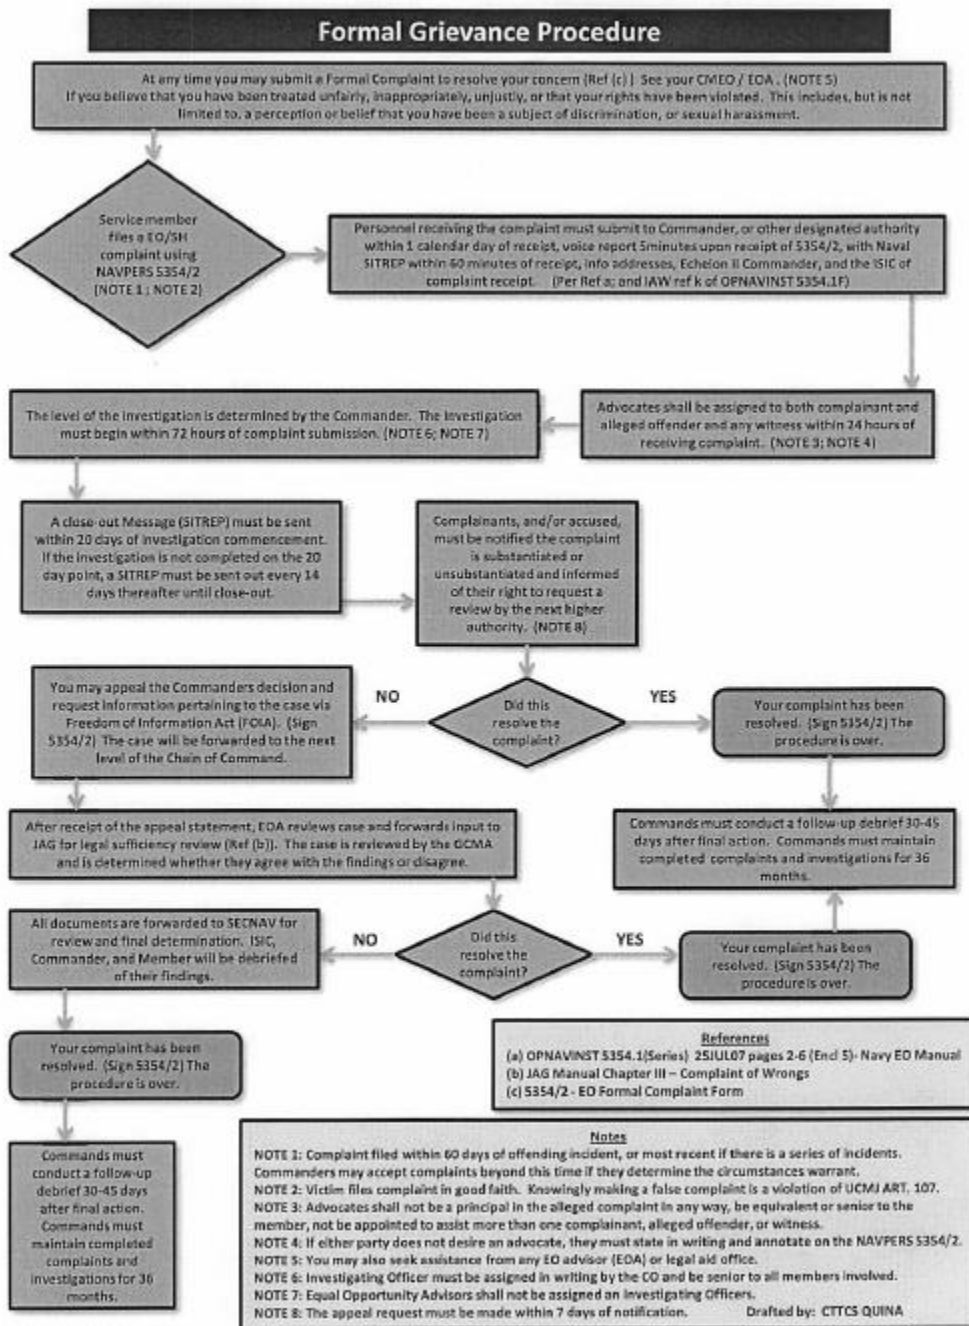 Formal Grievance Procedure
At any time you may submit a Formal Complaint to resolve your concern (Ref (c) | See your CMEO / EOA . (NOTE 5)
If you believe that you have been treated unfairly, inappropriately, unjustly, or that your rights have been violated. This includes, but is not
limited to, a perception or belief that you have been a subject of discrimination, or sexual harassment.
Service member
files a EO/SH
complaint using
NAVPERS 5354/2
(NOTE 1 ; NOTE 2)
Personnel receiving the complaint must submit to Commander, or other designated authority
within 1 calendar day of receipt, voice report 5minutes upon receipt of 5354/2, with Naval
SITREP within 60 minutes of receipt, info addresses, Echelon II Commander, and the ISIC of
complaint receipt. (Per Ref a; and IAW ref k of OPNAVINST 5354.1F)
Advocates shall be assigned to both complainant and
alleged offender and any witness within 24 hours of
receiving complaint. (NOTE 3; NOTE 4)
The level of the investigation is determined by the Commander. The investigation
must begin within 72 hours of complaint submission. (NOTE 6; NOTE 7)
A close-out Message (SITREP) must be sent
within 20 days of investigation commencement.
If the investigation is not completed on the 20
day point, a SITREP must be sent out every 14
days thereafter until close-out.
Complainants, and/or accused,
must be notified the complaint
is substantiated or
unsubstantiated and informed
of their right to request a
review by the next higher
authority. (NOTE 8)
Did this
resolve the
complaint?
NO
YES
You may appeal the Commanders decision and
request information pertaining to the case via
Freedom of Information Act (FOIA). (Sign
5354/2) The case will be forwarded to the next
level of the Chain of Command.
Your complaint has been
resolved. (Sign 5354/2) The
procedure is over.
After receipt of the appeal statement, EOA reviews case and forwards input to
JAG for legal sufficiency review (Ref (b)). The case is reviewed by the GCMA
and is determined whether they agree with the findings or disagree.
Commands must conduct a follow-up debrief 30-45
days after final action. Commands must maintain
completed complaints and investigations for 36
months.
Did this
resolve the
complaint?
NO
YES
All documents are forwarded to SECNAV for
review and final determination. ISIC,
Commander, and Member will be debriefed
of their findings.
Your complaint has been
resolved. (Sign 5354/2) The
procedure is over.
Your complaint has been
resolved. (Sign 5354/2) The
procedure is over.
Commands must
conduct a follow-up
debrief 30-45 days
after final action.
Commands must
maintain completed
complaints and
investigations for 36
months.
References
(a) OPNAVINST 5354.1(Series) 25JUL07 pages 2-6 (Encl 5)- Navy EO Manual
(b) JAG Manual Chapter III – Complaint of Wrongs
(c) 5354/2 - EO Formal Complaint Form
Notes
NOTE 1: Complaint filed within 60 days of offending incident, or most recent if there is a series of incidents.
Commanders may accept complaints beyond this time if they determine the circumstances warrant.
NOTE 2: Victim files complaint in good faith. Knowingly making a false complaint is a violation of UCMJ ART. 107.
NOTE 3: Advocates shall not be a principal in the alleged complaint in any way, be equivalent or senior to the
member, not be appointed to assist more than one complainant, alleged offender, or witness.
NOTE 4: If either party does not desire an advocate, they must state in writing and annotate on the NAVPERS 5354/2.
NOTE 5: You may also seek assistance from any EO advisor (EOA) or legal aid office.
NOTE 6: Investigating Officer must be assigned in writing by the CO and be senior to all members involved.
NOTE 7: Equal Opportunity Advisors shall not be assigned an Investigating Officers.
NOTE 8: The appeal request must be made within 7 days of notification. Drafted by: CTTCS QUINA